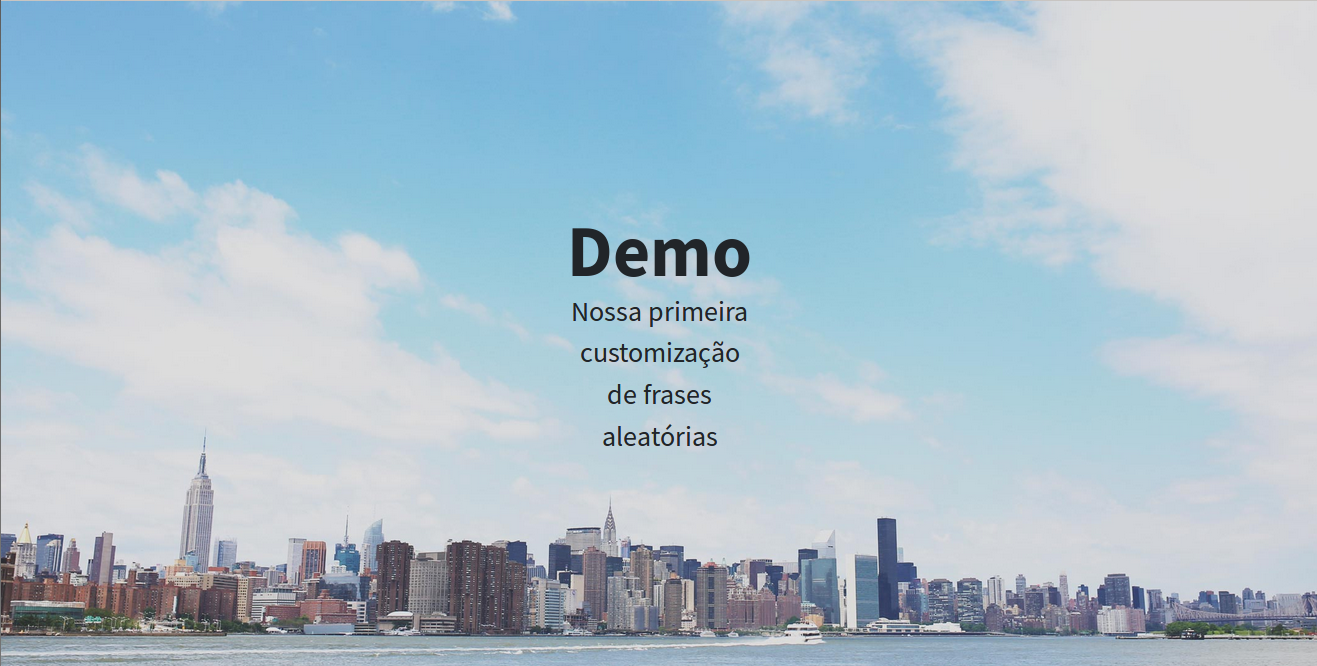 Demo
Nossa primeira
customização
de frases
aleatórias